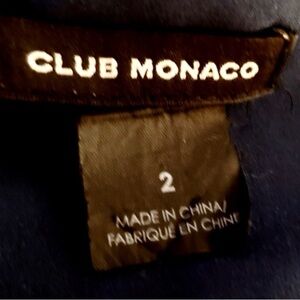 CLUB MONACO
2
MADE IN CHINA/
FABRIQUÉ EN CHINE